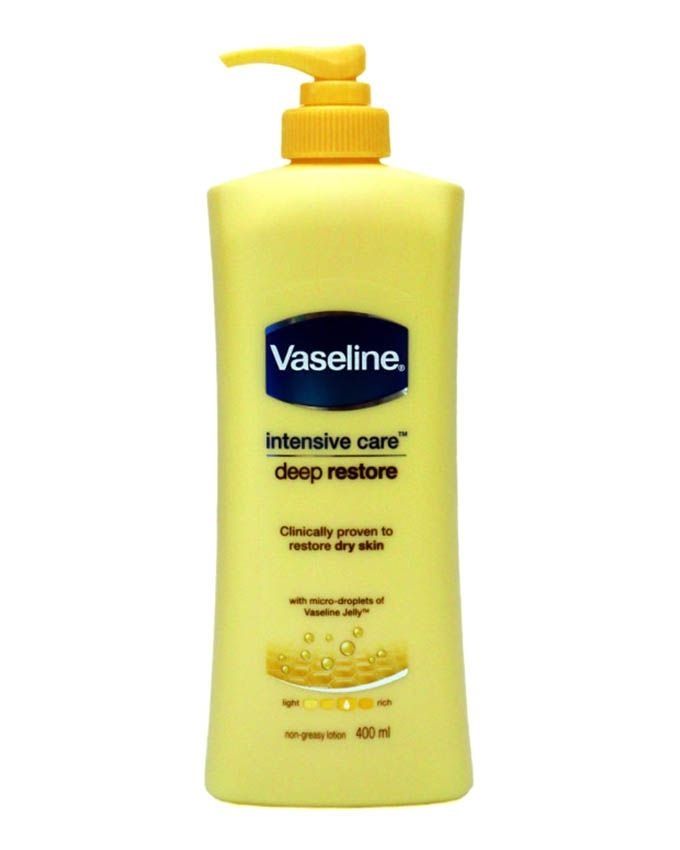 Vaseline®
intensive care™
deep restore
Clinically proven to
restore dry skin
with micro-droplets of
Vaseline Jelly™
light rich
non-greasy lotion 400 ml